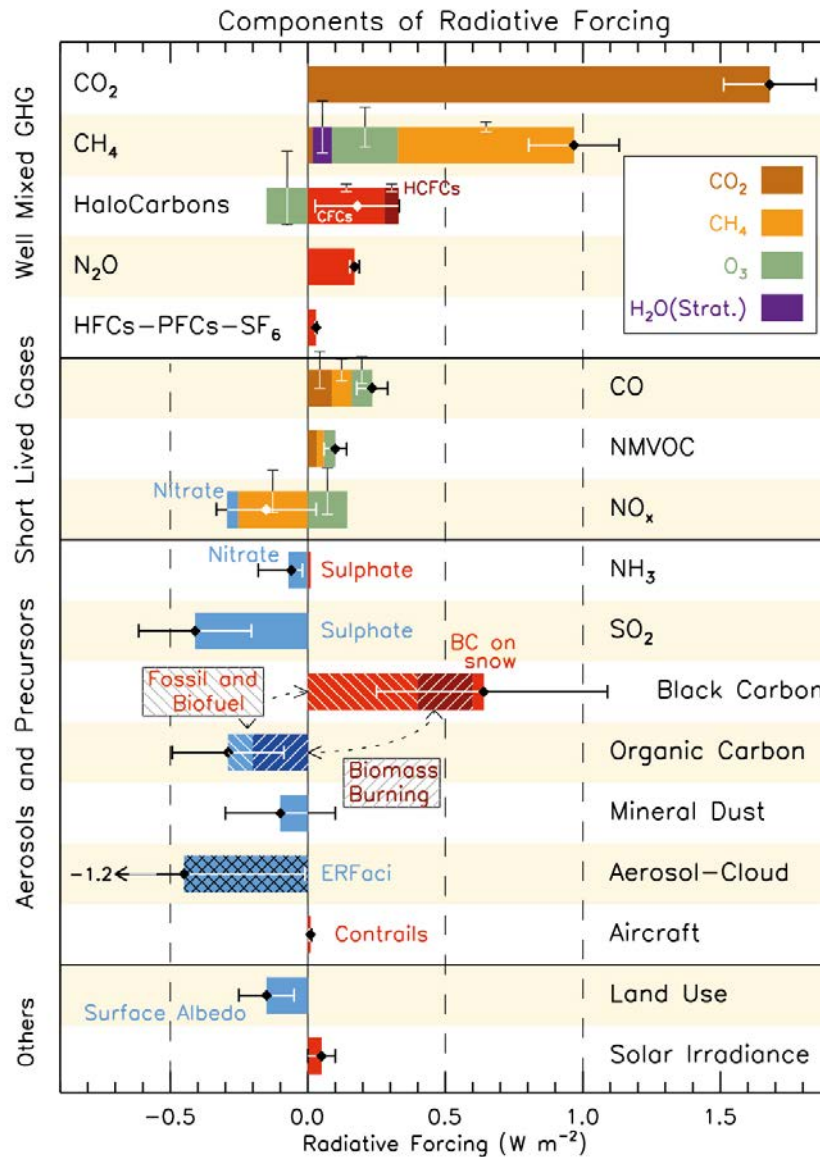 Components of Radiative Forcing
Well Mixed GHG
CO₂
CH₄
HaloCarbons
CFCs
HCFCs
N₂O
HFCs–PFCs–SF₆
CO₂
CH₄
O₃
H₂O(Strat.)
Short Lived Gases
CO
NMVOC
Nitrate
NOₓ
Aerosols and Precursors
Nitrate
Sulphate
NH₃
Sulphate
SO₂
BC on
snow
Fossil and
Biofuel
Black Carbon
Organic Carbon
Biomass
Burning
Mineral Dust
-1.2
ERFaci
Aerosol–Cloud
Contrails
Aircraft
Others
Surface Albedo
Land Use
Solar Irradiance
−0.5 0.0 0.5 1.0 1.5
Radiative Forcing (W m⁻²)